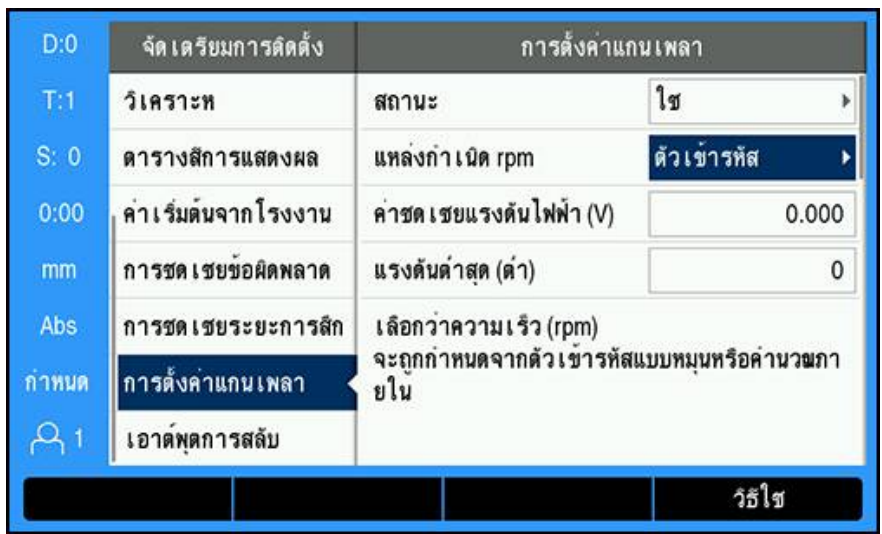 D:0
จัดเตรียมการติดตั้ง
การตั้งค่าแกนเพลา
T:1
วิเคราะห
สถานะ
ใช
S: 0
ตารางสีการแสดงผล
แหล่งกำเนิด rpm
ตัวเข้ารหัส
0:00
ค่าเริ่มต้นจากโรงงาน
ค่าชดเชยแรงดันไฟฟ้า (V)
0.000
mm
การชดเชยข้อผิดพลาด
แรงดันต่ำสุด (ต่ำ)
0
Abs
การชดเชยระยะการสึก
เลือกว่าความเร็ว (rpm)
จะถูกกำหนดจากตัวเข้ารหัสแบบหมุนหรือคำนวณภา
ยใน
กำหนด
การตั้งค่าแกนเพลา
1
เอาต์พุตการสลับ
วิธีใช